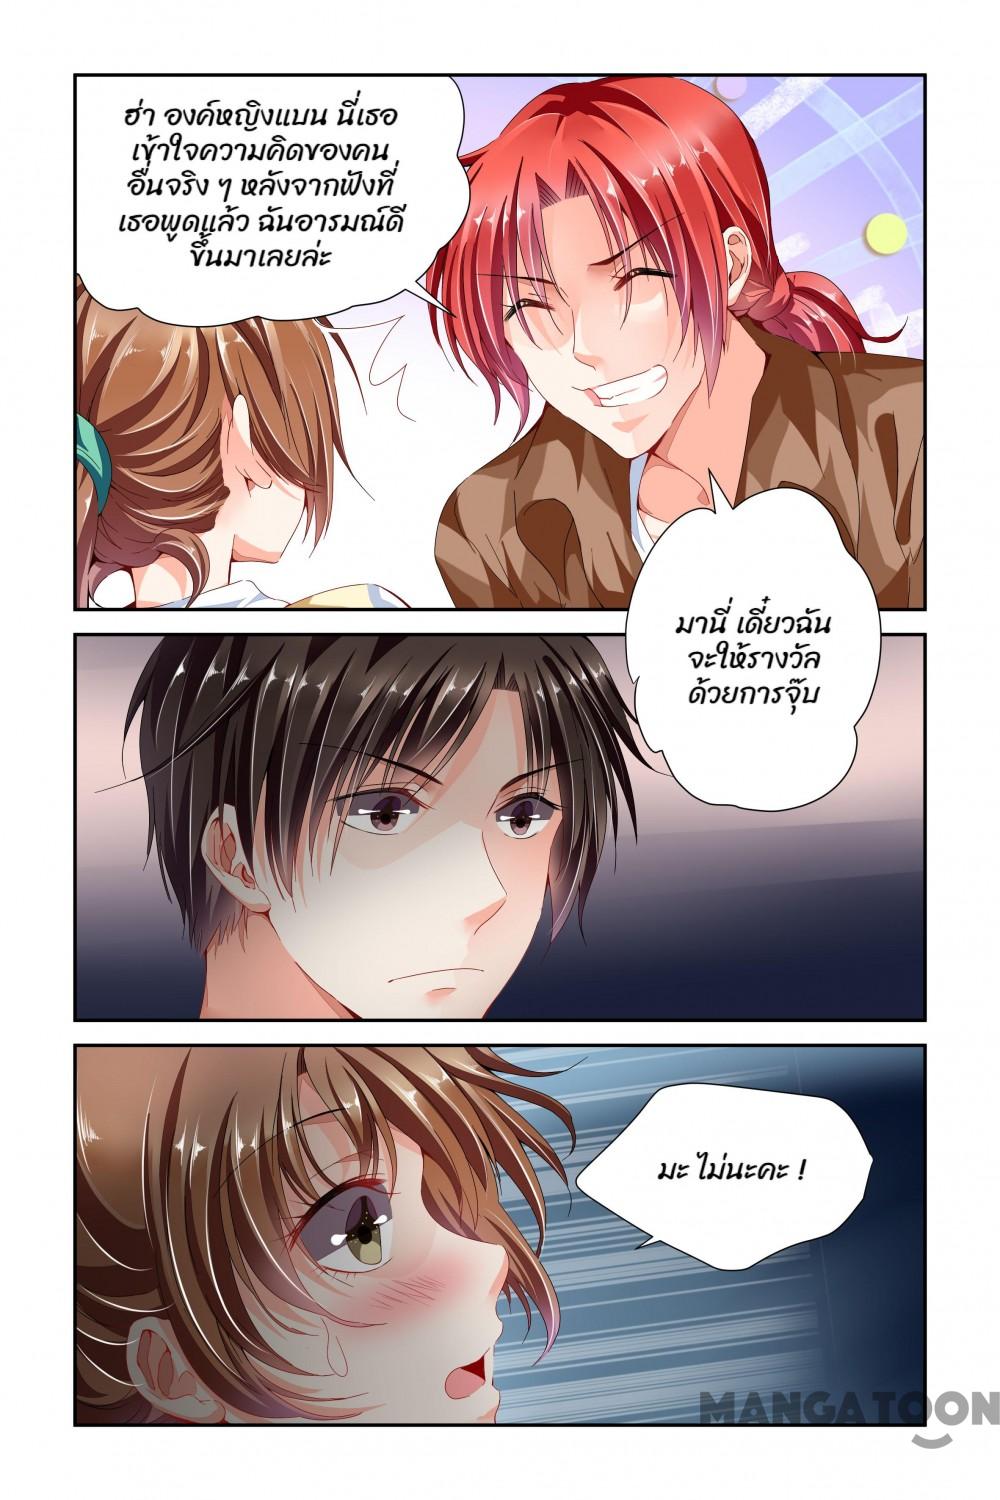 ฮ่า องค์หญิงแบน นี่เธอ
เข้าใจความคิดของคน
อื่นจริง ๆ หลังจากฟังที่
เธอพูดแล้ว ฉันอารมณ์ดี
ขึ้นมาเลยล่ะ
มานี่ เดี๋ยวฉัน
จะให้รางวัล
ด้วยการจุ๊บ
มะ ไม่นะคะ !
MANGATOON